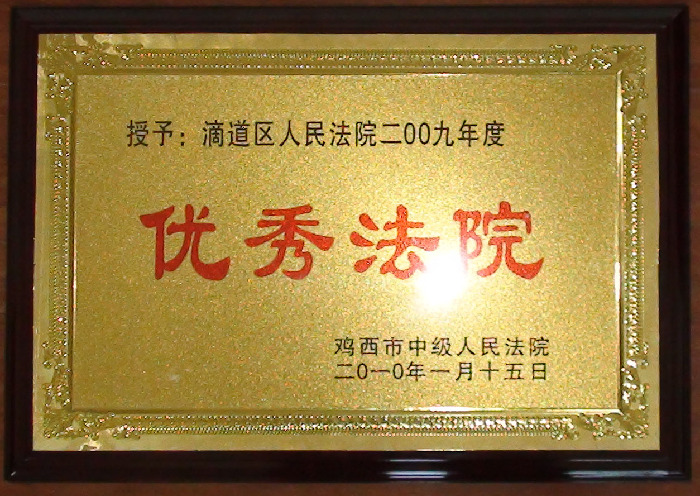 授予：滴道区人民法院二00九年度
优秀法院
鸡西市中级人民法院
二0一0年一月十五日